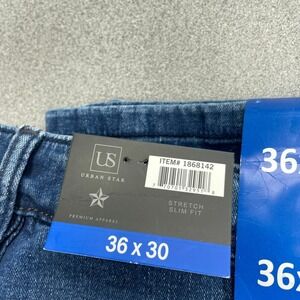 US
URBAN STAR
PREMIUM APPAREL
ITEM# 1868142
STRETCH
SLIM FIT
36 x 30
36
36x